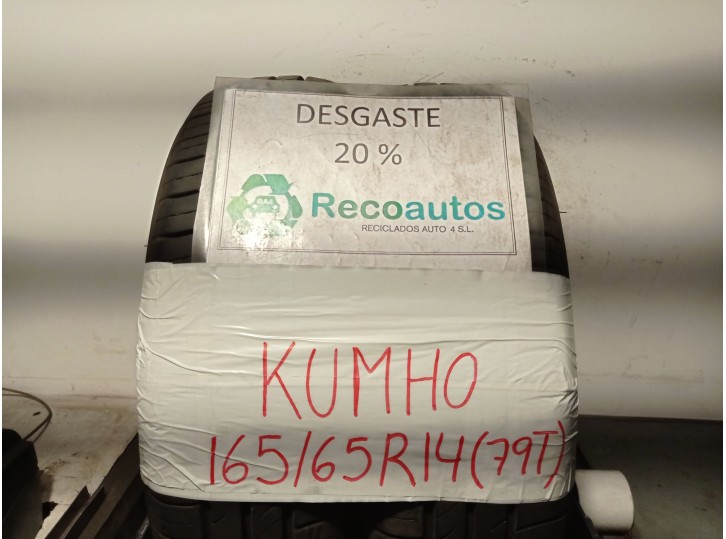 DESGASTE
20 %
Recoautos
RECICLADOS AUTO 4 S.L.
KUMHO
165/65R14(79T)